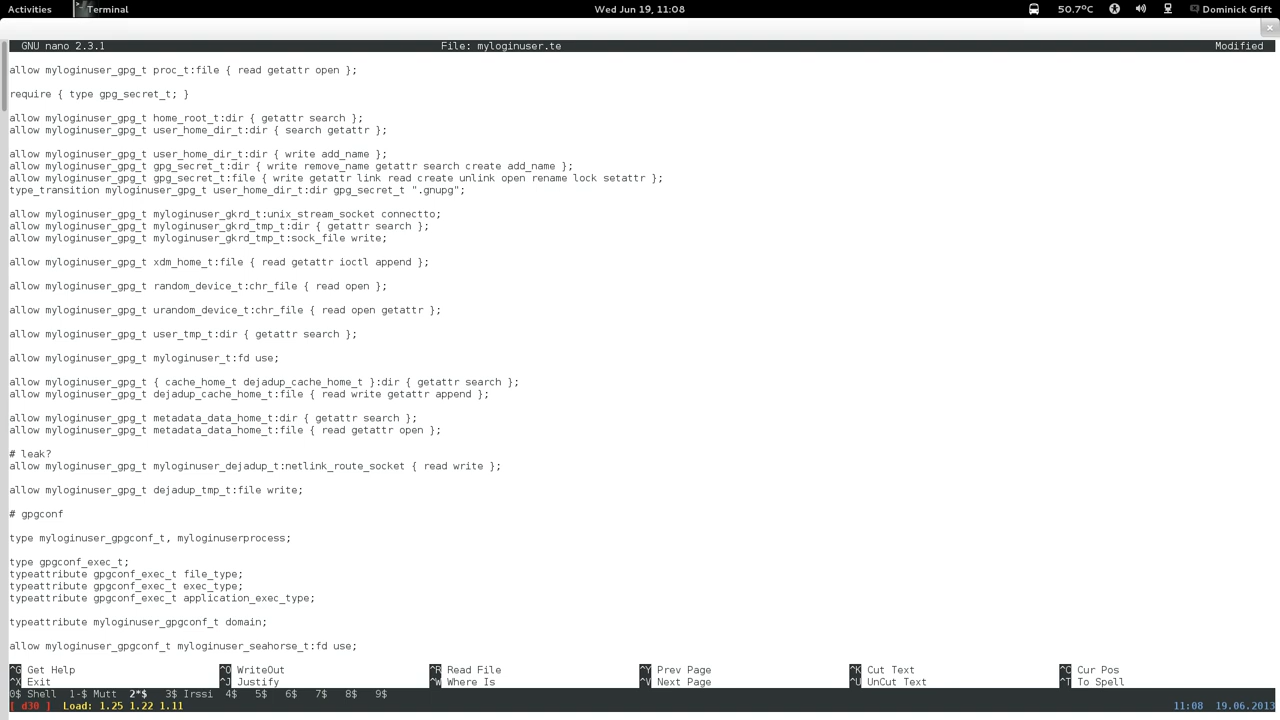 Activities Terminal Wed Jun 19, 11:08 50.7°C Dominick Grift
GNU nano 2.3.1 File: myloginuser.te Modified
allow myloginuser_gpg_t proc_t:file { read getattr open };
require { type gpg_secret_t; }
allow myloginuser_gpg_t home_root_t:dir { getattr search };
allow myloginuser_gpg_t user_home_dir_t:dir { search getattr };
allow myloginuser_gpg_t user_home_dir_t:dir { write add_name };
allow myloginuser_gpg_t gpg_secret_t:dir { write remove_name getattr search create add_name };
allow myloginuser_gpg_t gpg_secret_t:file { write getattr link read create unlink open rename lock setattr };
type_transition myloginuser_gpg_t user_home_dir_t:dir gpg_secret_t ".gnupg";
allow myloginuser_gpg_t myloginuser_gkrd_t:unix_stream_socket connectto;
allow myloginuser_gpg_t myloginuser_gkrd_tmp_t:dir { getattr search };
allow myloginuser_gpg_t myloginuser_gkrd_tmp_t:sock_file write;
allow myloginuser_gpg_t xdm_home_t:file { read getattr ioctl append };
allow myloginuser_gpg_t random_device_t:chr_file { read open };
allow myloginuser_gpg_t urandom_device_t:chr_file { read open getattr };
allow myloginuser_gpg_t user_tmp_t:dir { getattr search };
allow myloginuser_gpg_t myloginuser_t:fd use;
allow myloginuser_gpg_t { cache_home_t dejadup_cache_home_t }:dir { getattr search };
allow myloginuser_gpg_t dejadup_cache_home_t:file { read write getattr append };
allow myloginuser_gpg_t metadata_data_home_t:dir { getattr search };
allow myloginuser_gpg_t metadata_data_home_t:file { read getattr open };
# leak?
allow myloginuser_gpg_t myloginuser_dejadup_t:netlink_route_socket { read write };
allow myloginuser_gpg_t dejadup_tmp_t:file write;
# gpgconf
type myloginuser_gpgconf_t, myloginuserprocess;
type gpgconf_exec_t;
typeattribute gpgconf_exec_t file_type;
typeattribute gpgconf_exec_t exec_type;
typeattribute gpgconf_exec_t application_exec_type;
typeattribute myloginuser_gpgconf_t domain;
allow myloginuser_gpgconf_t myloginuser_seahorse_t:fd use;
^G Get Help ^O WriteOut ^R Read File ^Y Prev Page ^K Cut Text ^C Cur Pos
^X Exit ^J Justify ^W Where Is ^V Next Page ^U UnCut Text ^T To Spell
0$ Shell 1-$ Mutt 2*$ 3$ Irssi 4$ 5$ 6$ 7$ 8$ 9$
[ d30 ] Load: 1.25 1.22 1.11 11:08 19.06.2013